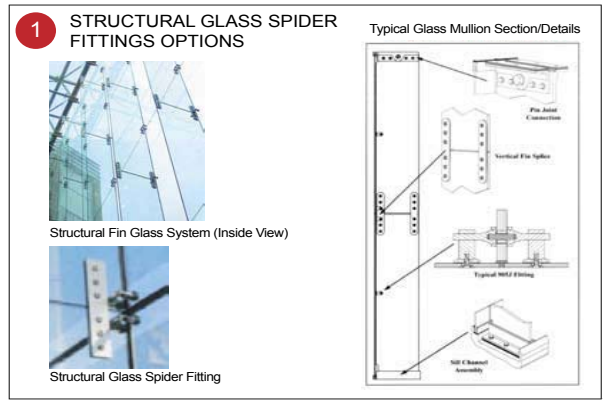 1
STRUCTURAL GLASS SPIDER
FITTINGS OPTIONS
Structural Fin Glass System (Inside View)
Structural Glass Spider Fitting
Typical Glass Mullion Section/Details
Pin Joint
Connection
Vertical Fin Splice
Typical 905J Fitting
Sill Channel
Assembly